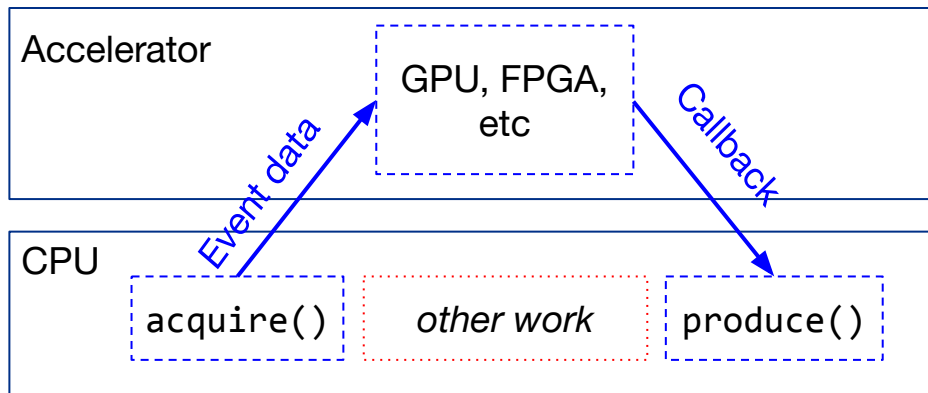 Accelerator
GPU, FPGA,
etc
Event data
Callback
CPU
acquire()
other work
produce()